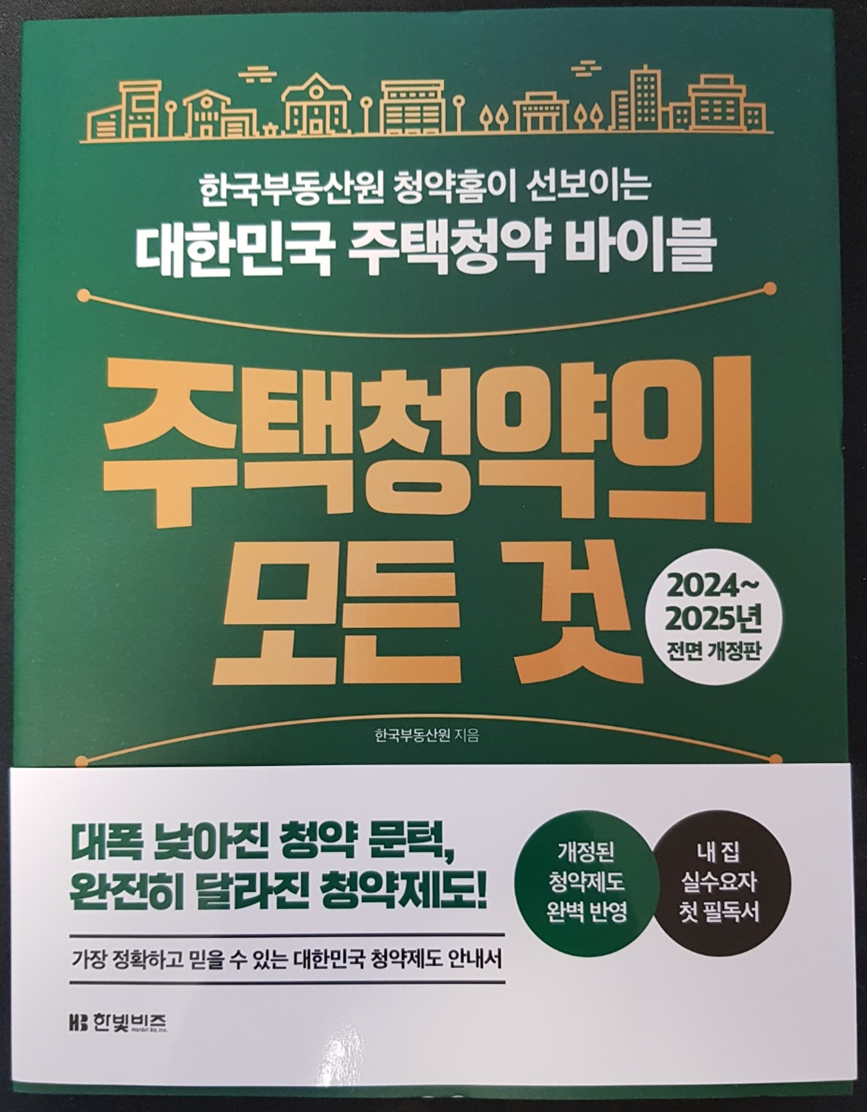 한국부동산원 청약홈이 선보이는
대한민국 주택청약 바이블
주택청약의
모든 것
2024~
2025년
전면 개정판
한국부동산원 지음
대폭 낮아진 청약 문턱,
완전히 달라진 청약제도!
가장 정확하고 믿을 수 있는 대한민국 청약제도 안내서
개정된
청약제도
완벽 반영
내 집
실수요자
첫 필독서
HB 한빛비즈
Hanbit Biz, Inc.